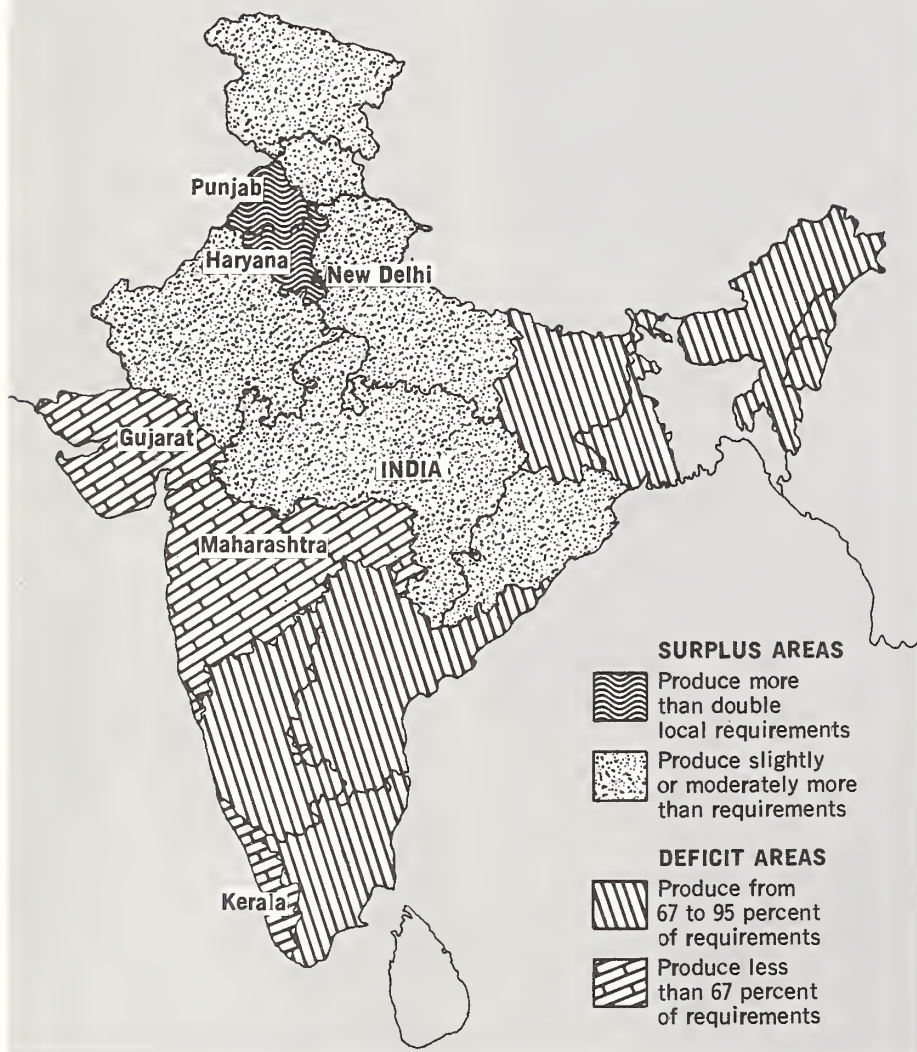 Punjab
Haryana
New Delhi
Gujarat
INDIA
Maharashtra
Kerala
SURPLUS AREAS
Produce more
than double
local requirements
Produce slightly
or moderately more
than requirements
DEFICIT AREAS
Produce from
67 to 95 percent
of requirements
Produce less
than 67 percent
of requirements